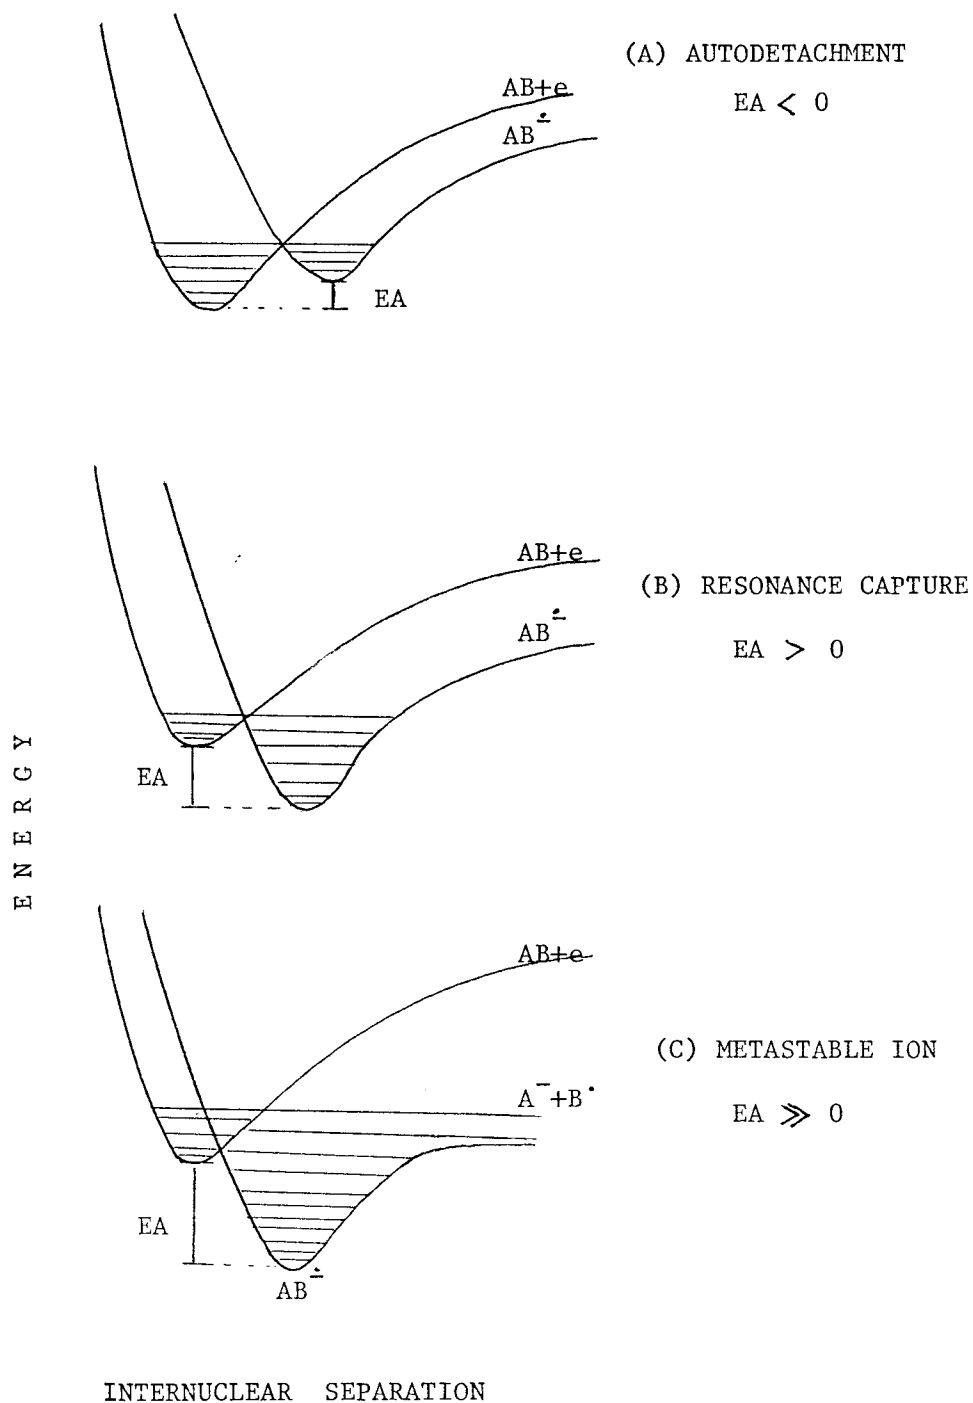 (A) AUTODETACHMENT
EA < 0
AB+e
AB∸
EA
(B) RESONANCE CAPTURE
EA > 0
AB+e
AB∸
EA
ENERGY
(C) METASTABLE ION
EA ≫ 0
AB+e
A⁻+B•
EA
AB∸
INTERNUCLEAR SEPARATION